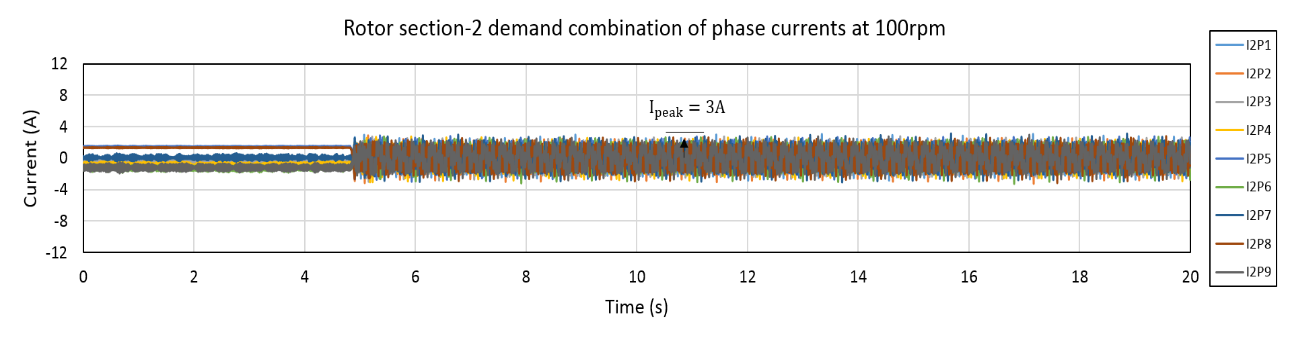 Rotor section-2 demand combination of phase currents at 100rpm
Current (A)
12
8
4
0
-4
-8
-12
I_peak = 3A
0 2 4 6 8 10 12 14 16 18 20
Time (s)
I2P1
I2P2
I2P3
I2P4
I2P5
I2P6
I2P7
I2P8
I2P9